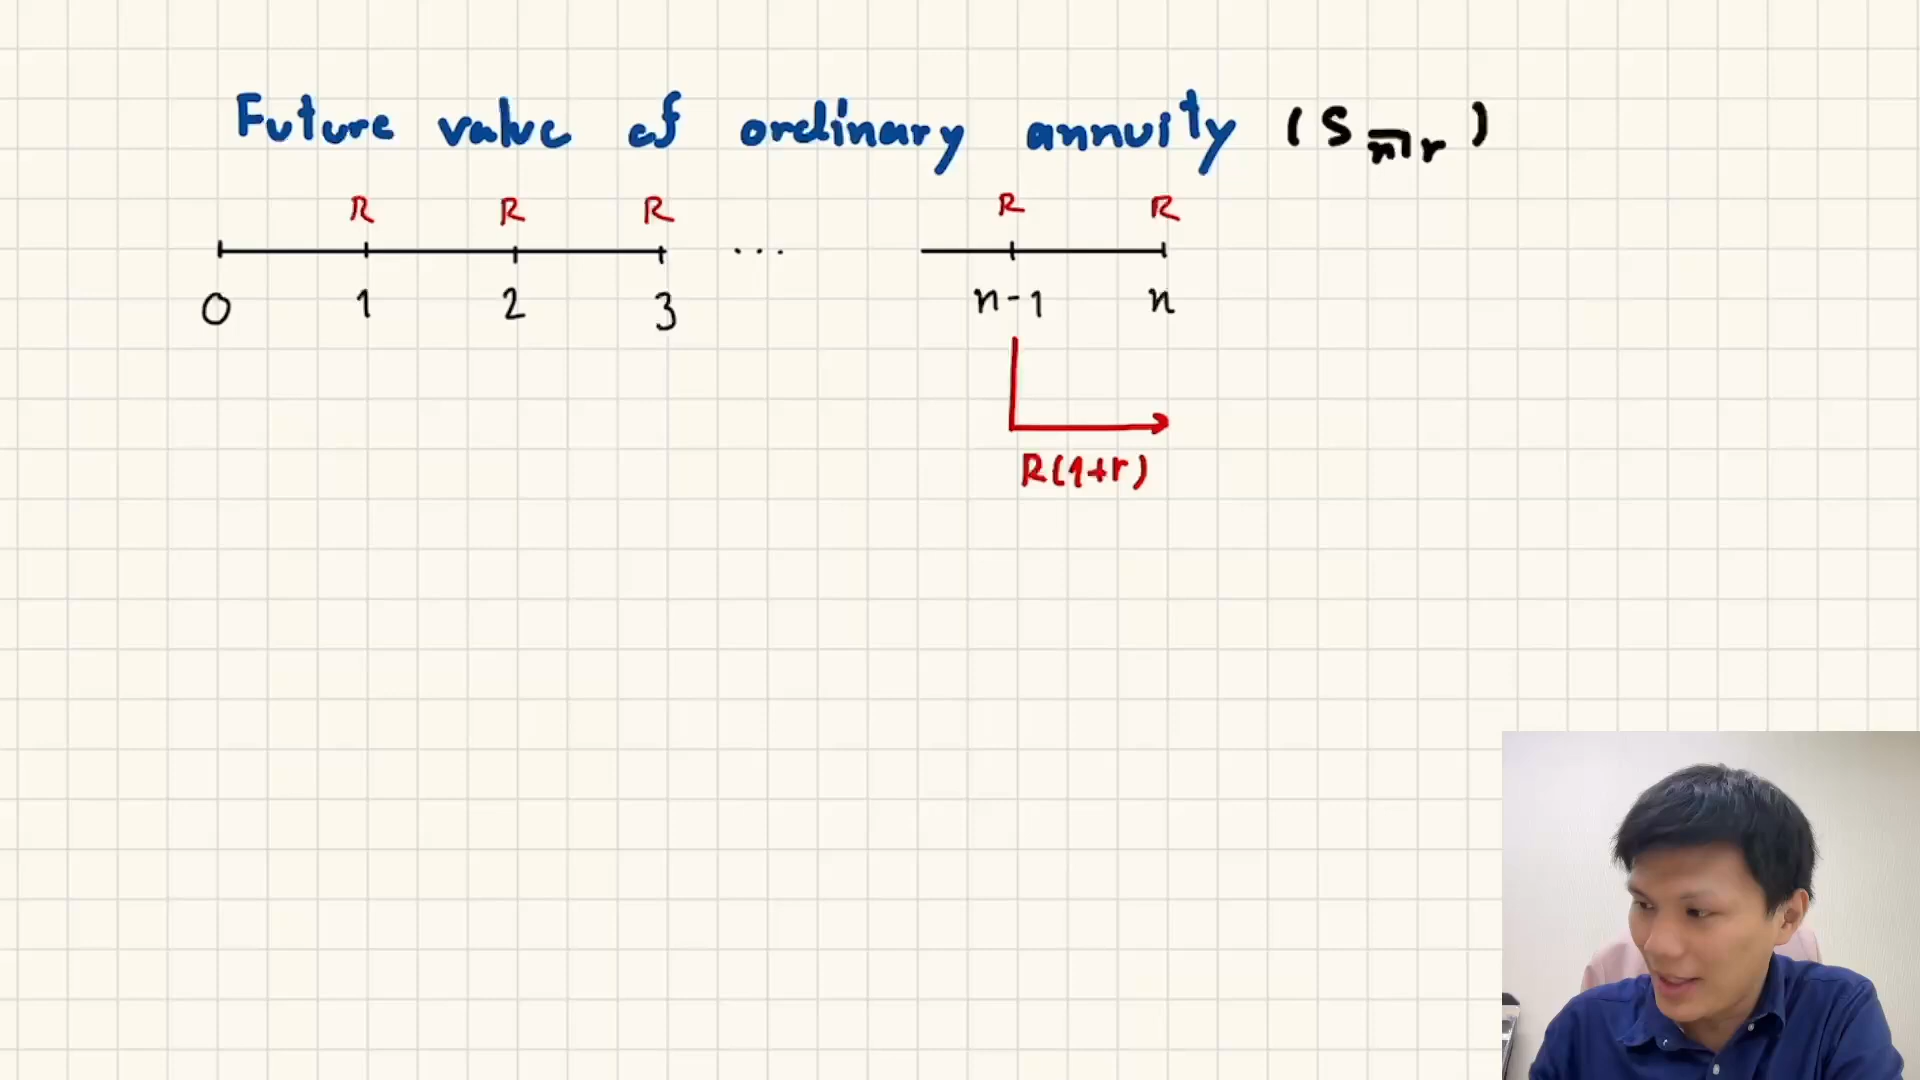 Future value of ordinary annuity (S n̅| r)
R R R R R
...
0 1 2 3 n-1 n
R(1+r)